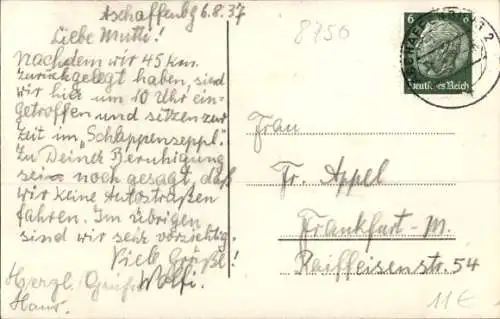 Aschaffenbg 6.8.37
Liebe Mutti!
Nachdem wir 45 km
zurückgelegt haben, sind
wir hier um 10 Uhr ein-
getroffen und sitzen zur
Zeit im „Schlappenseppl".
Zu Deiner Beruhigung
sei noch gesagt, daß
wir keine Autostraßen
fahren. Im übrigen
sind wir sehr vorsichtig.
Viele Grüße!
Wolfi.
Herzl.
Hans.
8750
6 6
Deutsches Reich
Frau
Fr. Appel
Frankfurt-M.
Raiffeisenstr. 54
11€